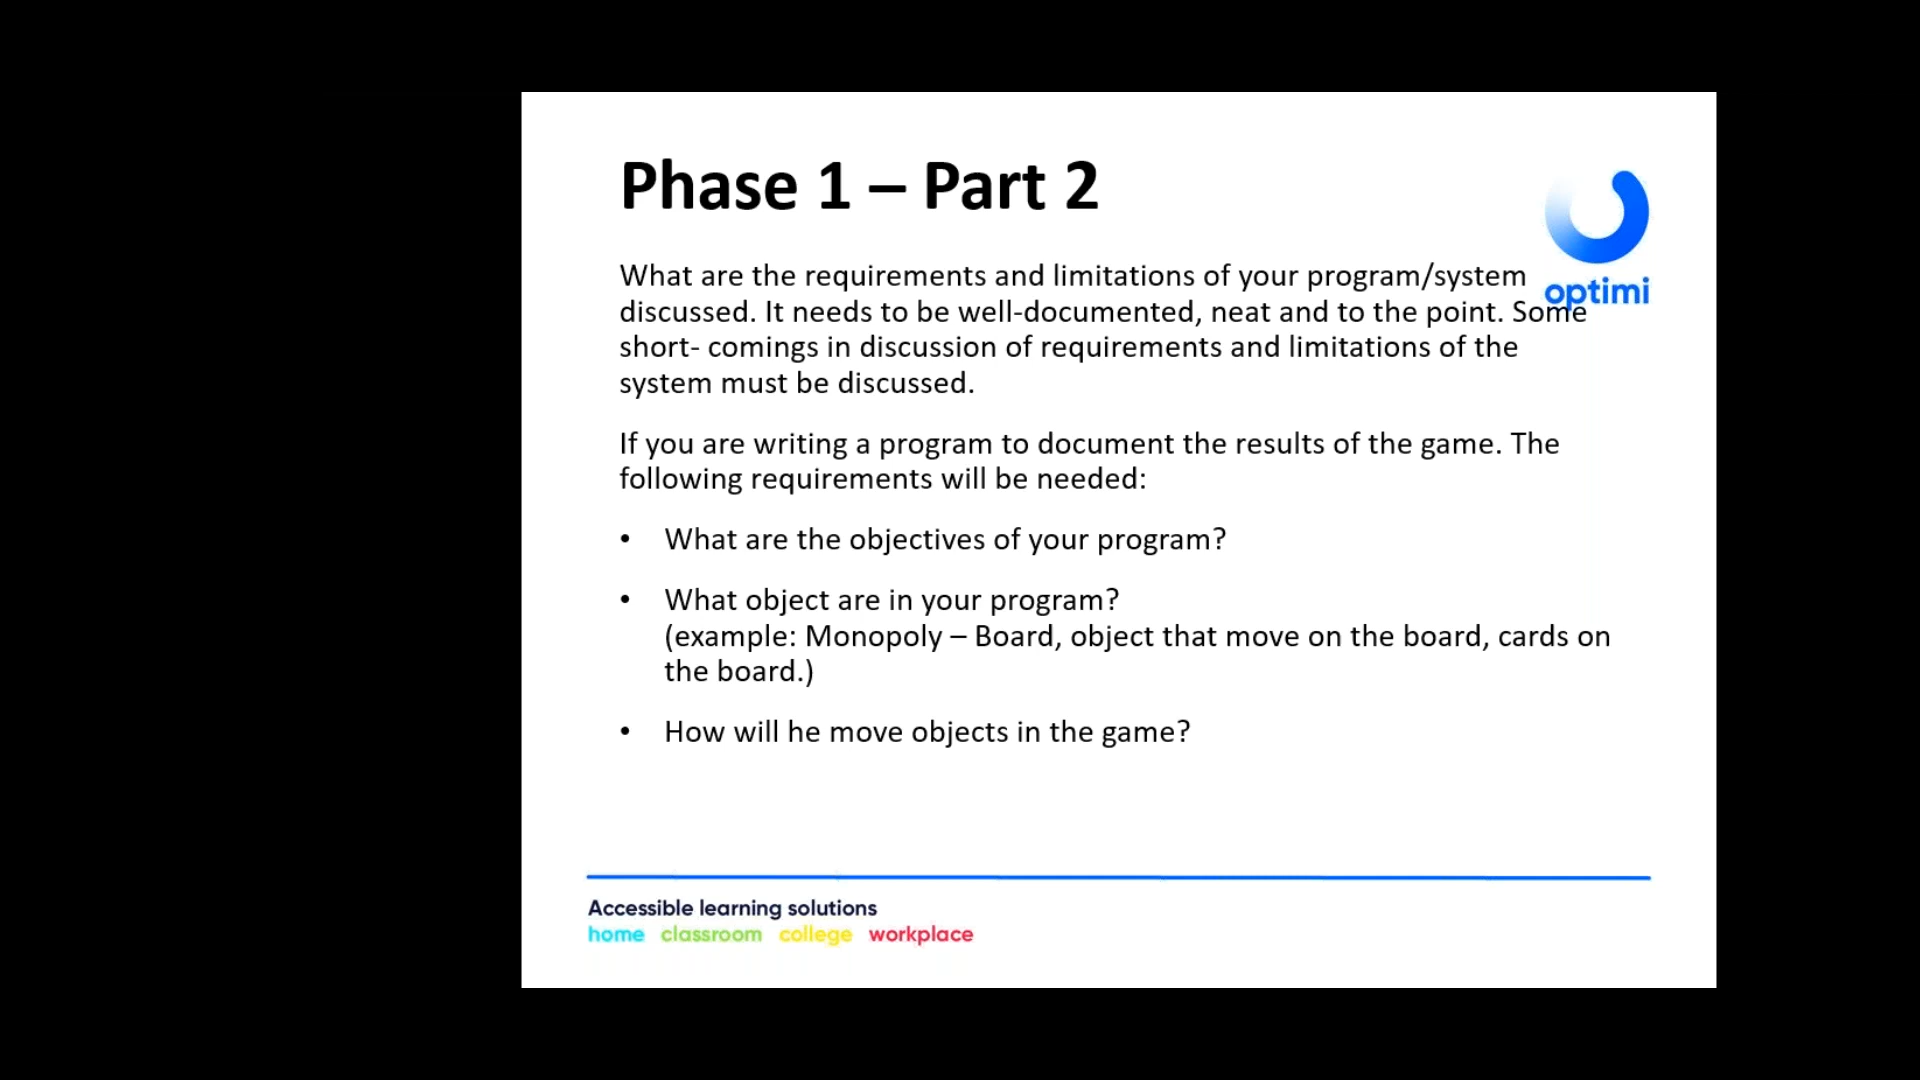 Phase 1 – Part 2
optimi
What are the requirements and limitations of your program/system
discussed. It needs to be well-documented, neat and to the point. Some
short- comings in discussion of requirements and limitations of the
system must be discussed.
If you are writing a program to document the results of the game. The
following requirements will be needed:
• What are the objectives of your program?
• What object are in your program?
(example: Monopoly – Board, object that move on the board, cards on
the board.)
• How will he move objects in the game?
Accessible learning solutions
home classroom college workplace